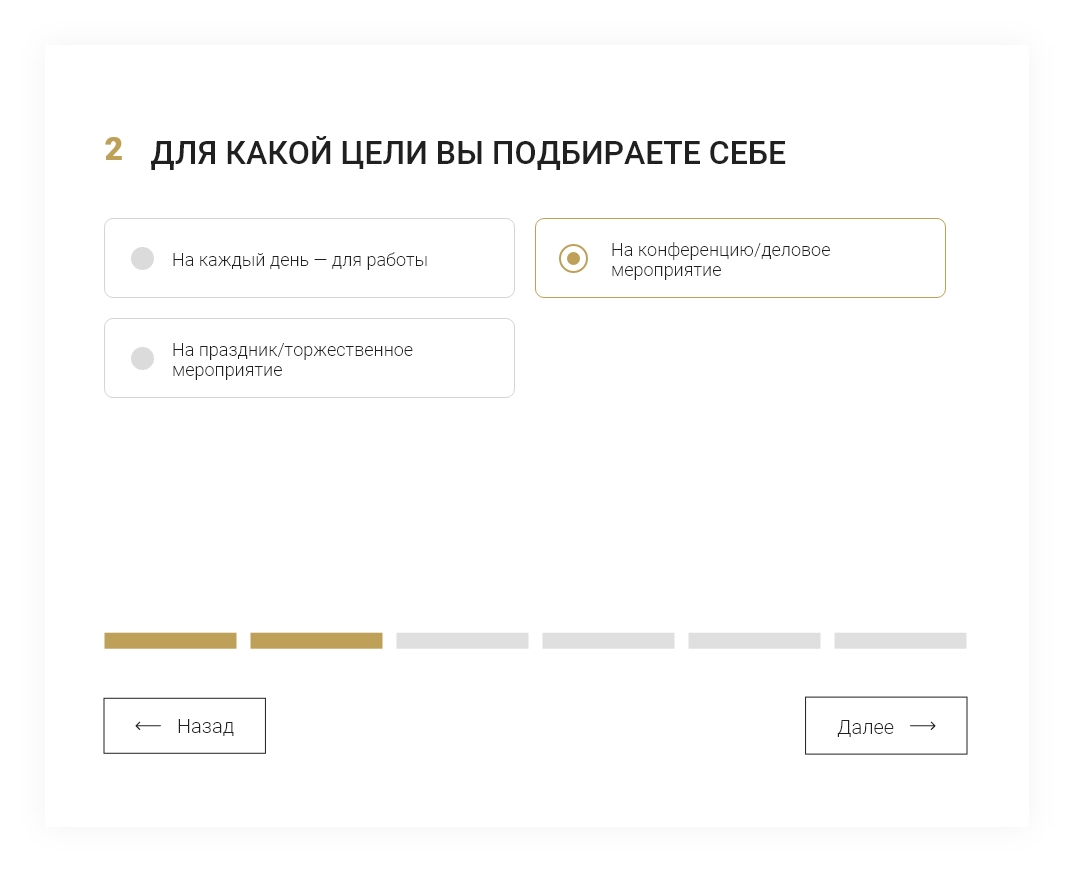 2 ДЛЯ КАКОЙ ЦЕЛИ ВЫ ПОДБИРАЕТЕ СЕБЕ
На каждый день — для работы
На конференцию/деловое
мероприятие
На праздник/торжественное
мероприятие
Назад
Далее